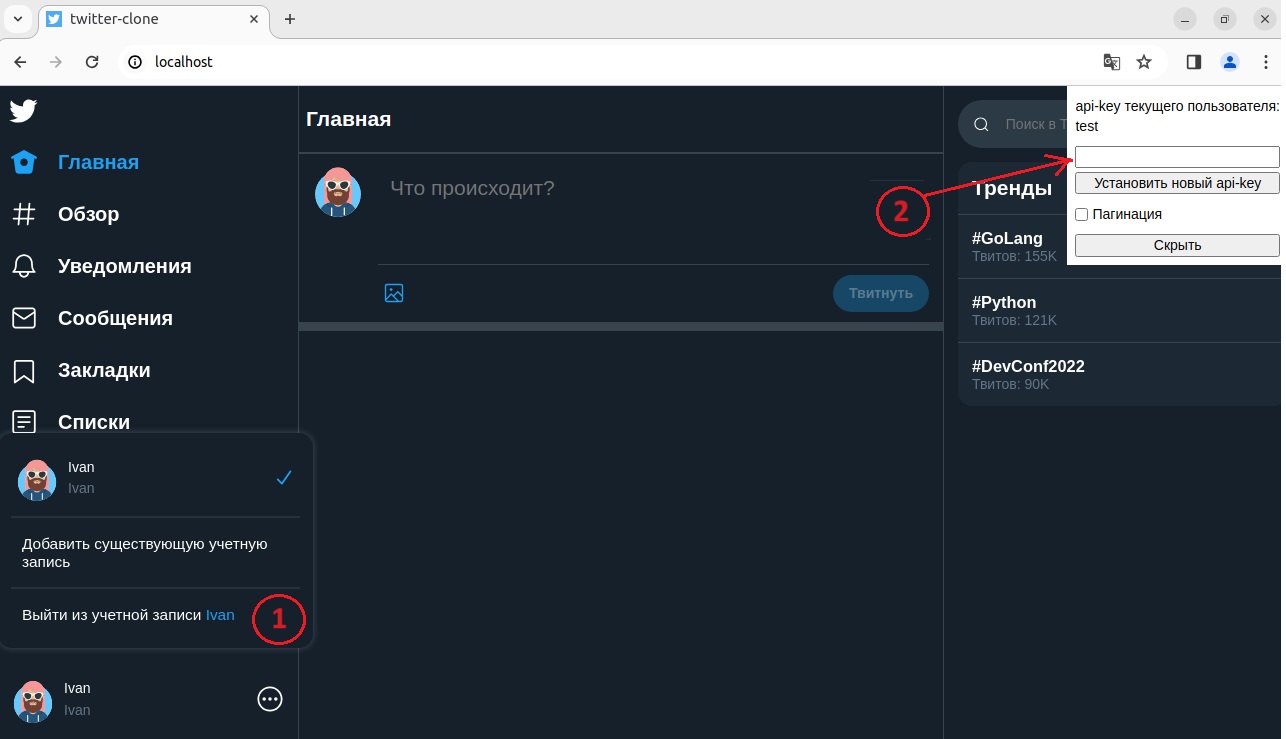 twitter-clone
localhost
Главная
Обзор
Уведомления
Сообщения
Закладки
Списки
Ivan
Ivan
Добавить существующую учетную
запись
Выйти из учетной записи Ivan
1
Ivan
Ivan
Главная
Что происходит?
2
Твитнуть
Поиск в Т
Тренды
#GoLang
Твитов: 155K
#Python
Твитов: 121K
#DevConf2022
Твитов: 90K
api-key текущего пользователя:
test
Установить новый api-key
Пагинация
Скрыть